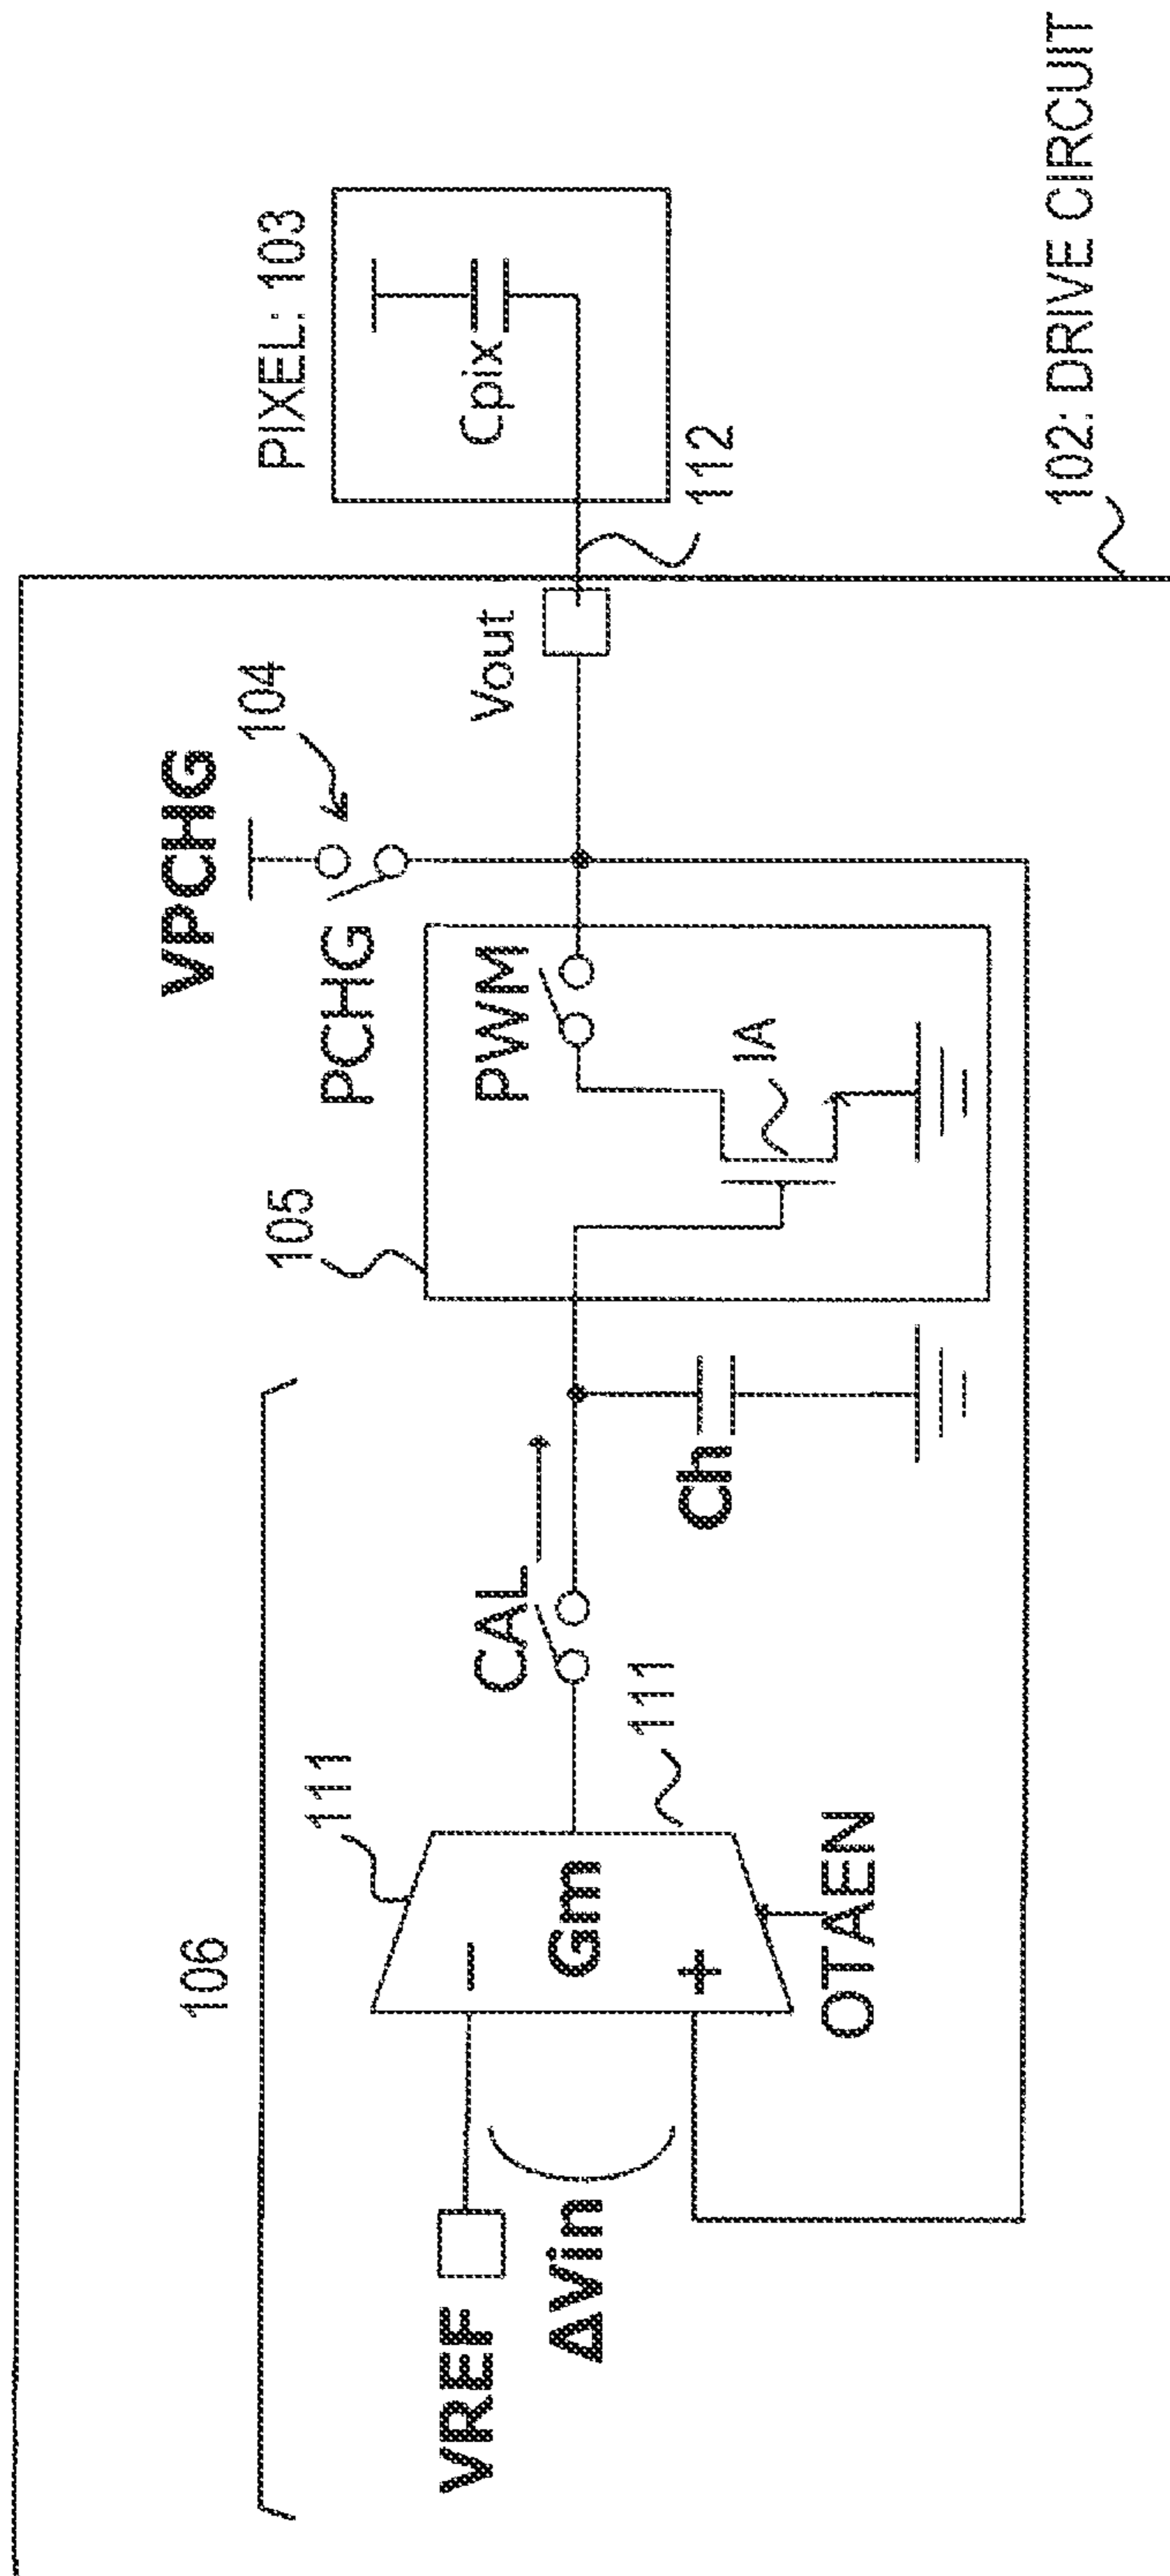 106
111
VREF
ΔVin
Gm
−
+
OTAEN
111
CAL
Ch
105
PWM
IA
PCHG
VPCHG
104
Vout
112
PIXEL: 103
Cpix
102: DRIVE CIRCUIT